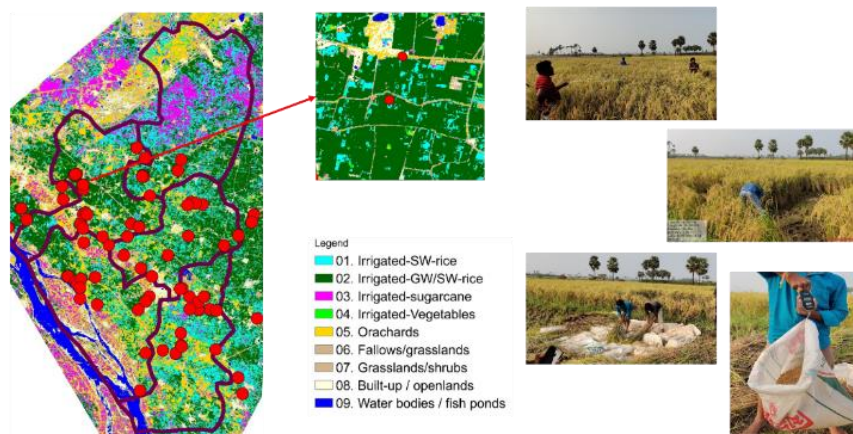 Legend
01. Irrigated-SW-rice
02. Irrigated-GW/SW-rice
03. Irrigated-sugarcane
04. Irrigated-Vegetables
05. Orachards
06. Fallows/grasslands
07. Grasslands/shrubs
08. Built-up / openlands
09. Water bodies / fish ponds